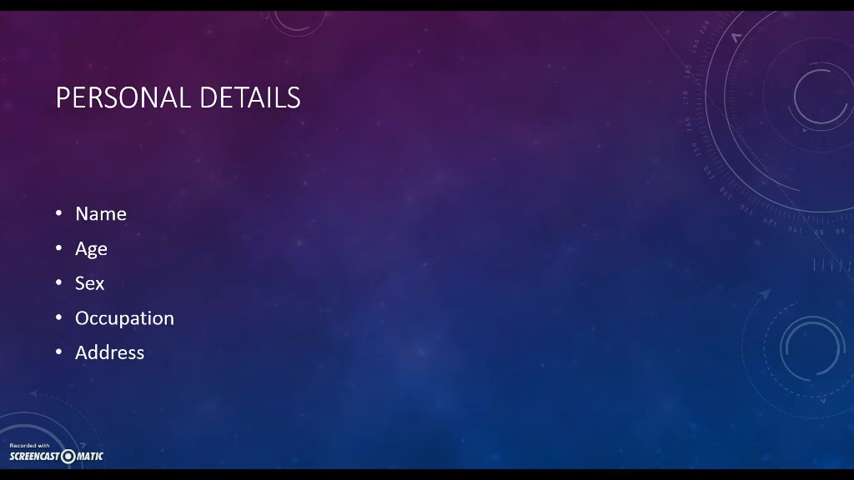 PERSONAL DETAILS
• Name
• Age
• Sex
• Occupation
• Address
Recorded with
SCREENCAST MATIC